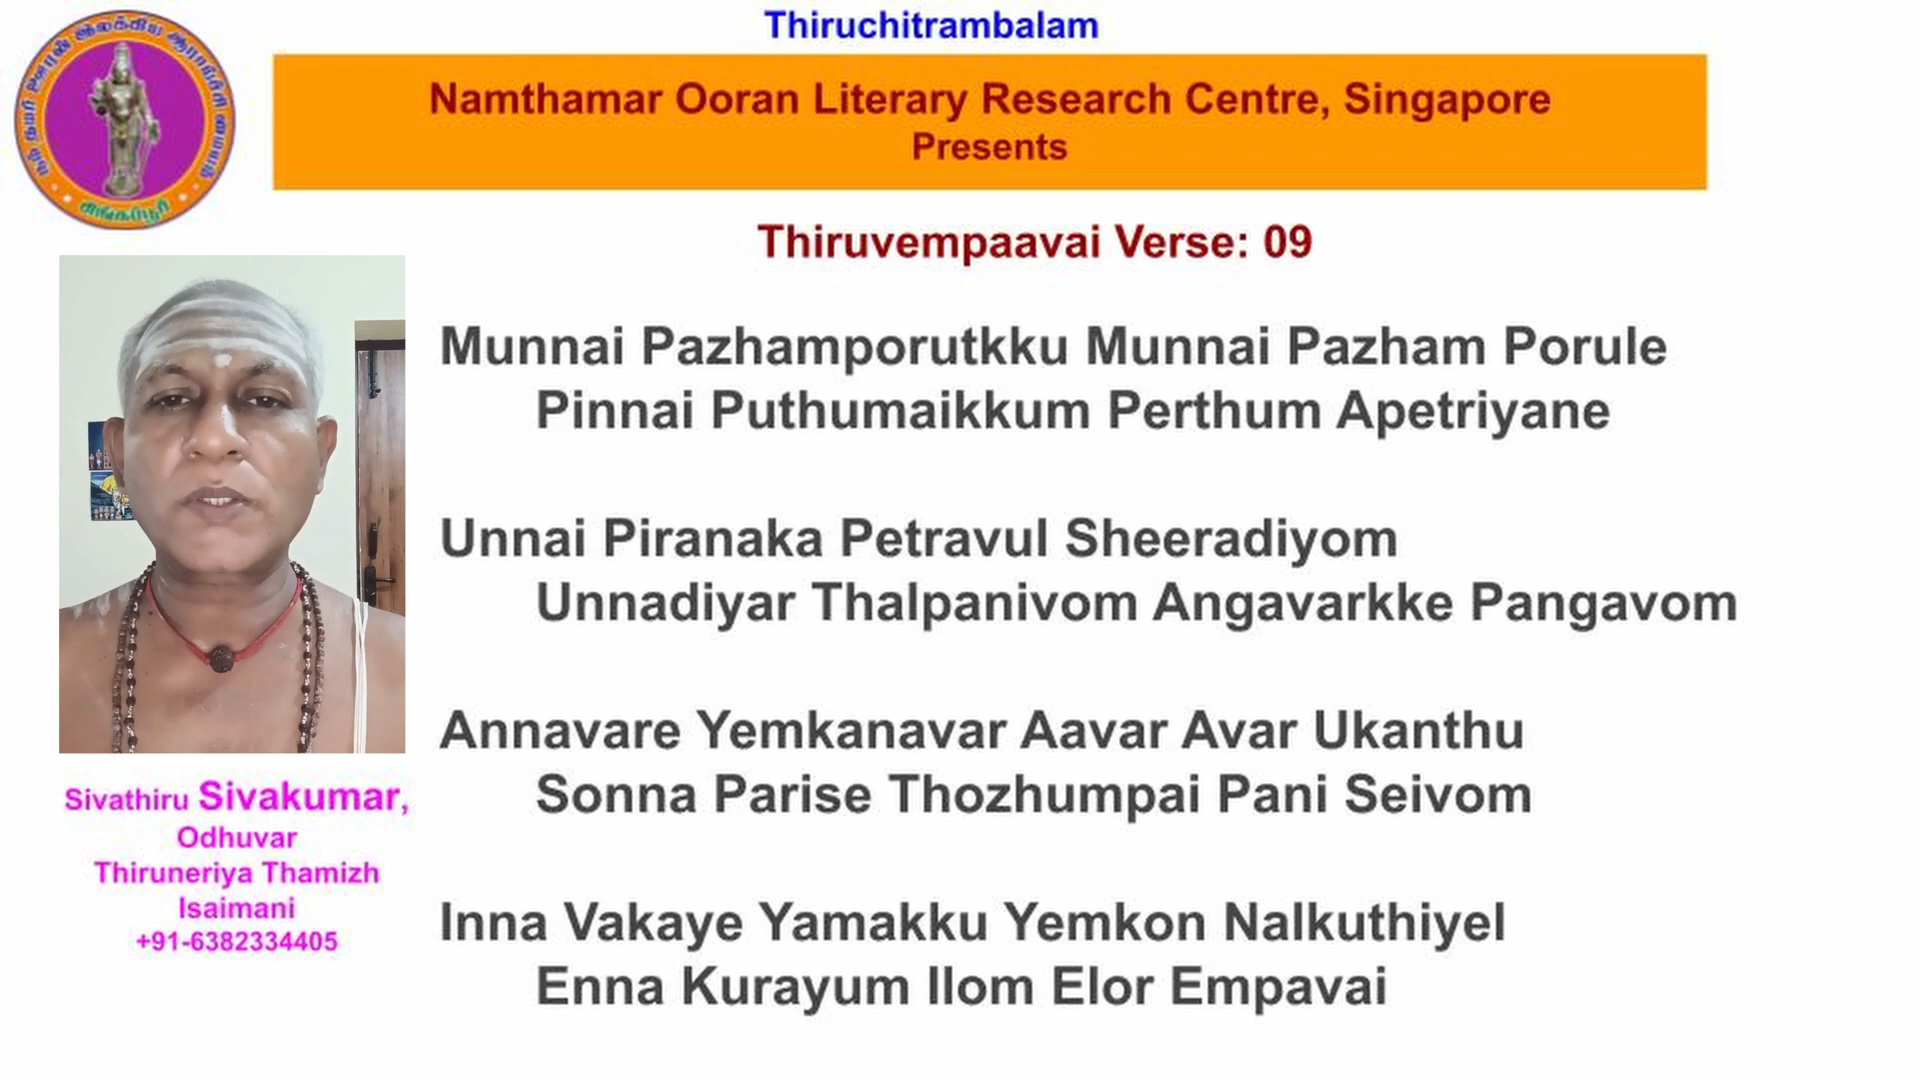 Thiruchitrambalam
Namthamar Ooran Literary Research Centre, Singapore
Presents
Thiruvempaavai Verse: 09
Munnai Pazhamporutkku Munnai Pazham Porule
Pinnai Puthumaikkum Perthum Apetriyane
Unnai Piranaka Petravul Sheeradiyom
Unnadiyar Thalpanivom Angavarkke Pangavom
Annavare Yemkanavar Aavar Avar Ukanthu
Sonna Parise Thozhumpai Pani Seivom
Inna Vakaye Yamakku Yemkon Nalkuthiyel
Enna Kurayum Ilom Elor Empavai
Sivathiru Sivakumar,
Odhuvar
Thiruneriya Thamizh
Isaimani
+91-6382334405
சிங்கப்பூர்